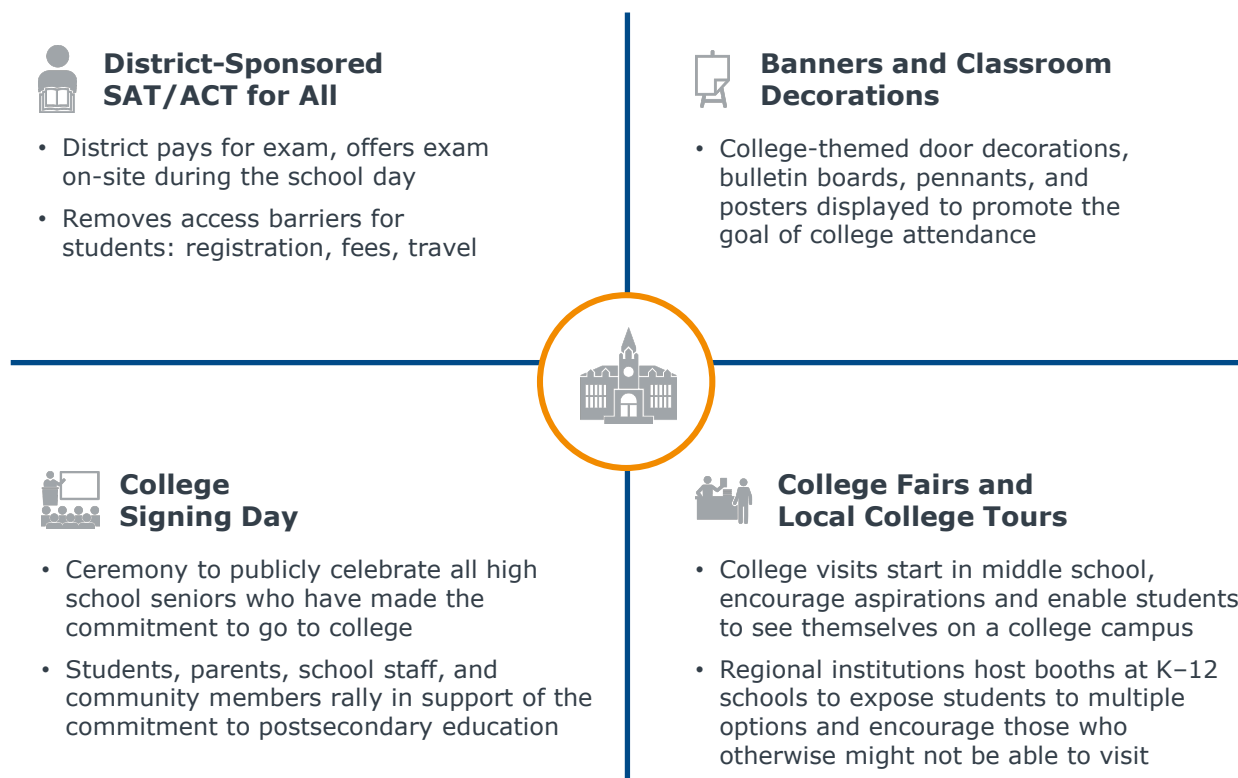 District-Sponsored
SAT/ACT for All
• District pays for exam, offers exam
on-site during the school day
• Removes access barriers for
students: registration, fees, travel
Banners and Classroom
Decorations
• College-themed door decorations,
bulletin boards, pennants, and
posters displayed to promote the
goal of college attendance
College
Signing Day
• Ceremony to publicly celebrate all high
school seniors who have made the
commitment to go to college
• Students, parents, school staff, and
community members rally in support of the
commitment to postsecondary education
College Fairs and
Local College Tours
• College visits start in middle school,
encourage aspirations and enable students
to see themselves on a college campus
• Regional institutions host booths at K–12
schools to expose students to multiple
options and encourage those who
otherwise might not be able to visit